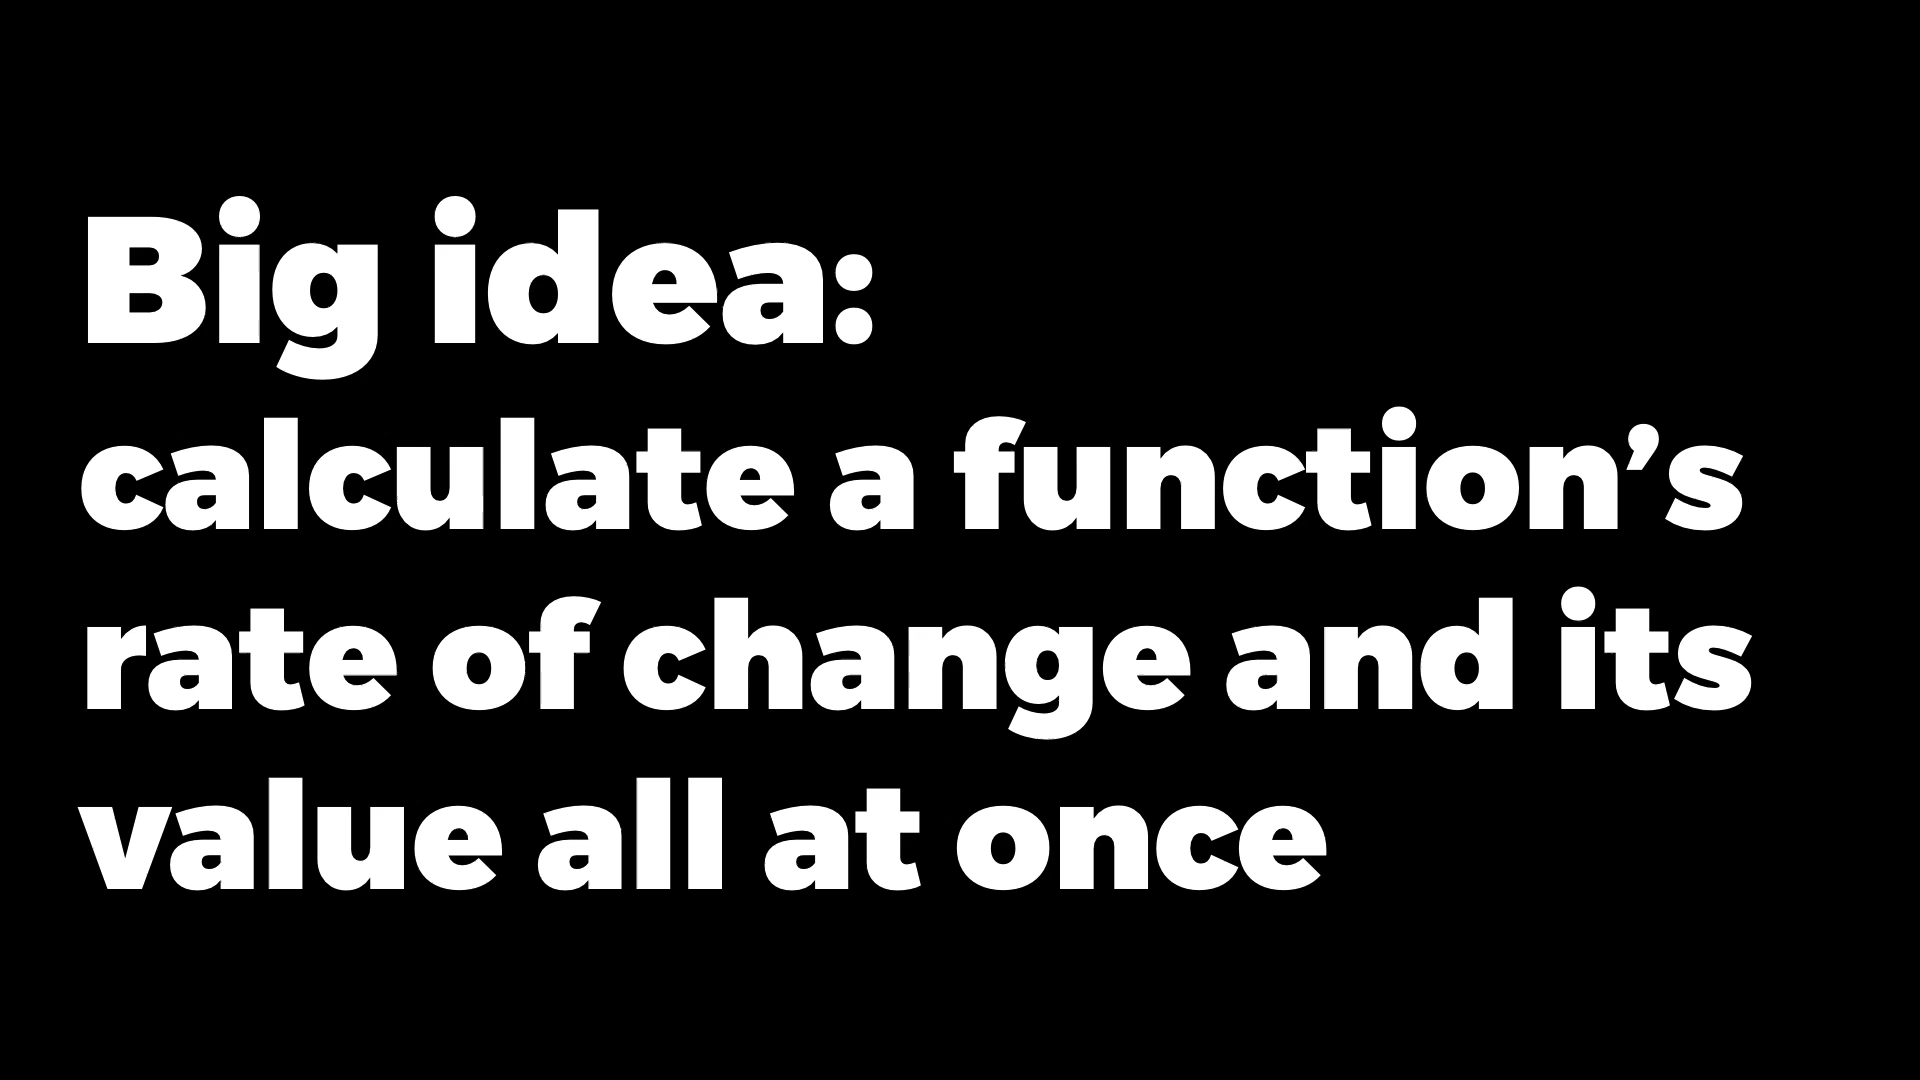 Big idea:
calculate a function’s
rate of change and its
value all at once